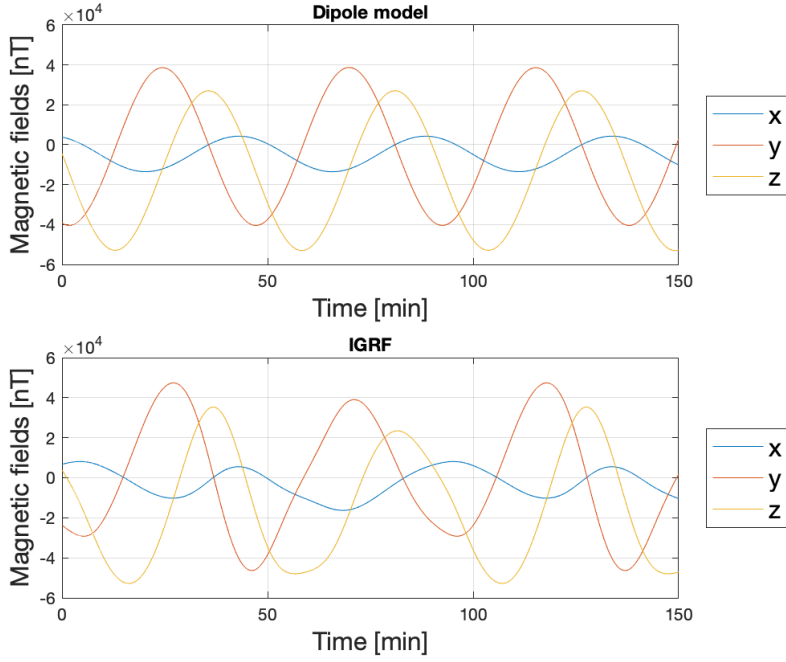 Dipole model
×10⁴
6
4
2
0
-2
-4
-6
Magnetic fields [nT]
0
50
100
150
Time [min]
x
y
z
IGRF
×10⁴
6
4
2
0
-2
-4
-6
Magnetic fields [nT]
0
50
100
150
Time [min]
x
y
z